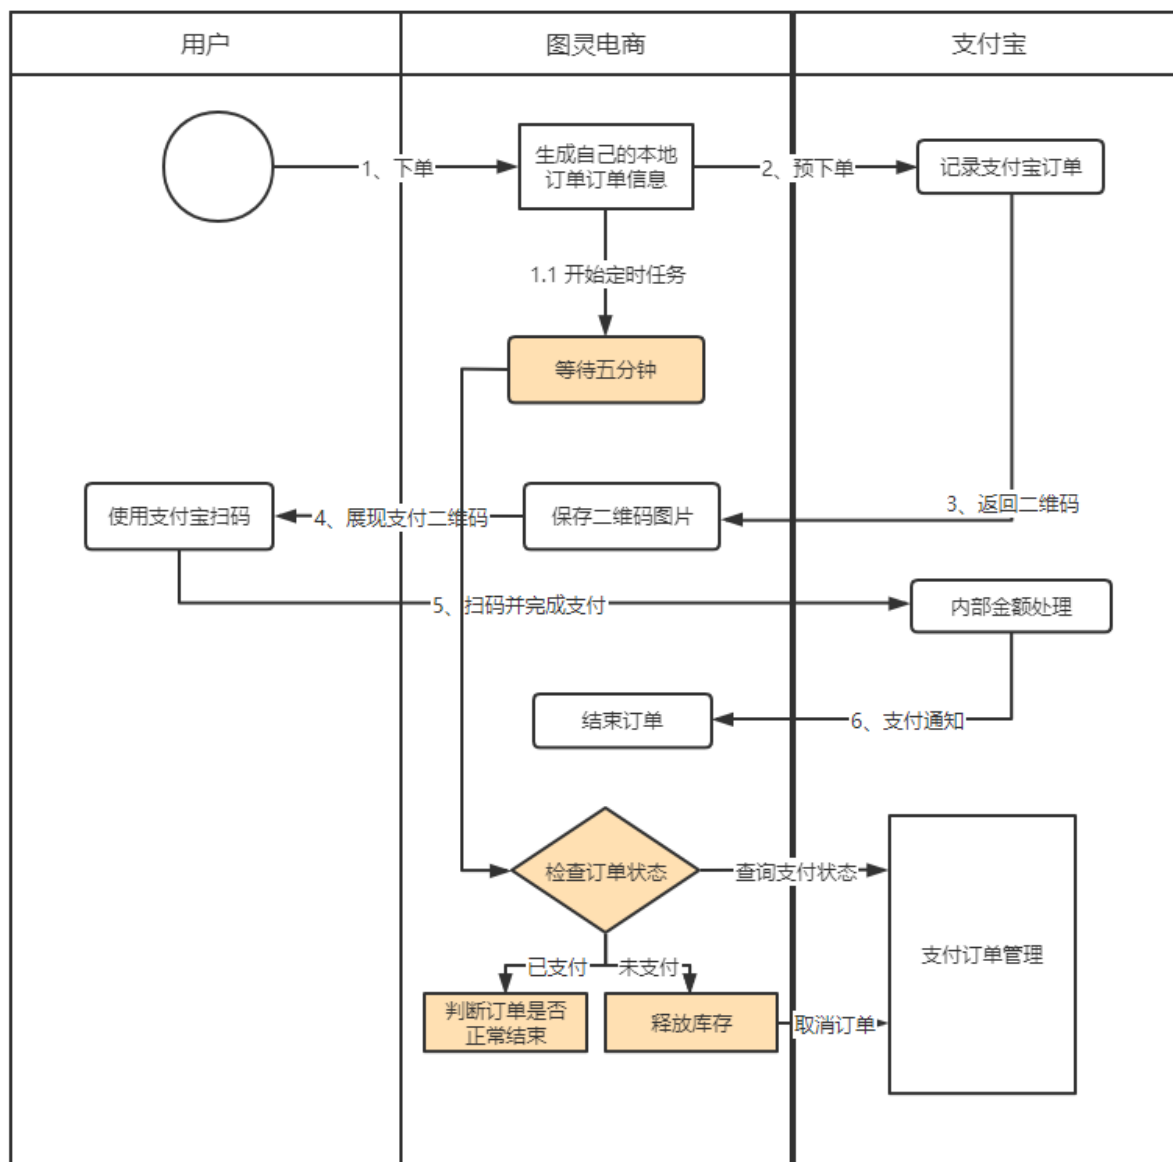 用户
图灵电商
支付宝
1、下单
生成自己的本地
订单订单信息
2、预下单
记录支付宝订单
1.1 开始定时任务
等待五分钟
使用支付宝扫码
4、展现支付二维码
保存二维码图片
3、返回二维码
5、扫码并完成支付
内部金额处理
结束订单
6、支付通知
检查订单状态
查询支付状态
支付订单管理
已支付
未支付
判断订单是否
正常结束
释放库存
取消订单